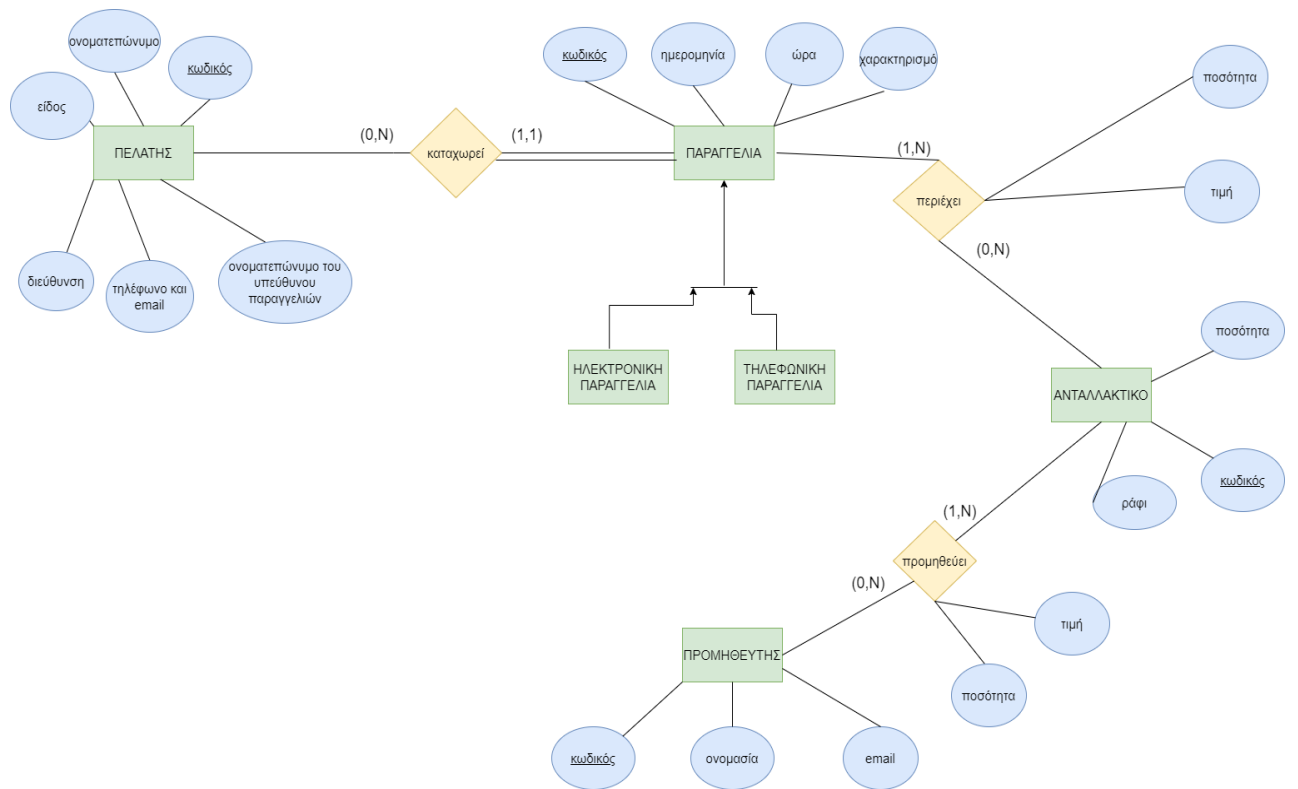 ονοματεπώνυμο
κωδικός
είδος
ΠΕΛΑΤΗΣ
(0,N)
καταχωρεί
(1,1)
διεύθυνση
τηλέφωνο και
email
ονοματεπώνυμο του
υπεύθυνου
παραγγελιών
κωδικός
ημερομηνία
ώρα
χαρακτηρισμό
ΠΑΡΑΓΓΕΛΙΑ
(1,N)
περιέχει
ποσότητα
τιμή
(0,N)
ΗΛΕΚΤΡΟΝΙΚΗ
ΠΑΡΑΓΓΕΛΙΑ
ΤΗΛΕΦΩΝΙΚΗ
ΠΑΡΑΓΓΕΛΙΑ
ποσότητα
ΑΝΤΑΛΛΑΚΤΙΚΟ
κωδικός
ράφι
(1,N)
προμηθεύει
(0,N)
τιμή
ποσότητα
ΠΡΟΜΗΘΕΥΤΗΣ
κωδικός
ονομασία
email